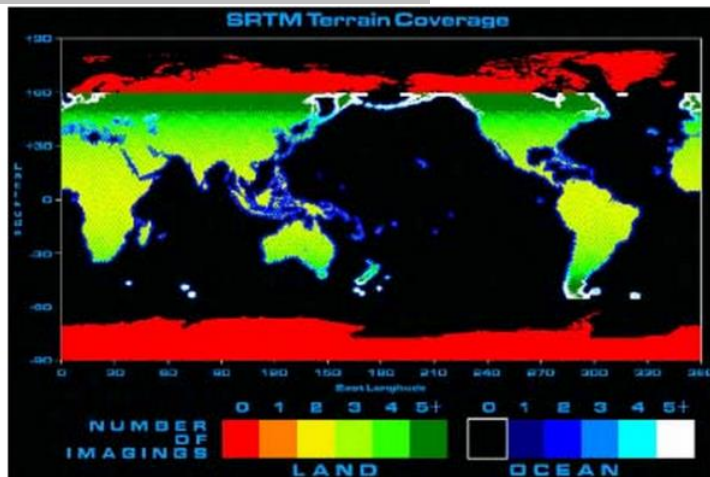 SRTM Terrain Coverage
+90
+60
+30
0
-30
-60
-90
0 30 60 90 120 150 180 210 240 270 300 330 360
East Longitude
0 1 2 3 4 5+ 0 1 2 3 4 5+
NUMBER
OF
IMAGINGS
LAND OCEAN